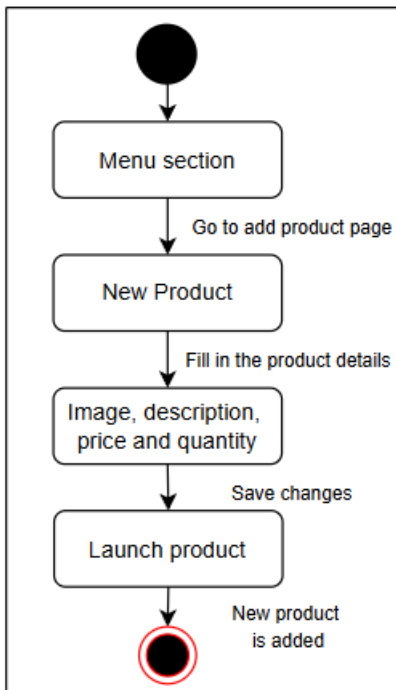 Menu section
Go to add product page
New Product
Fill in the product details
Image, description,
price and quantity
Save changes
Launch product
New product
is added